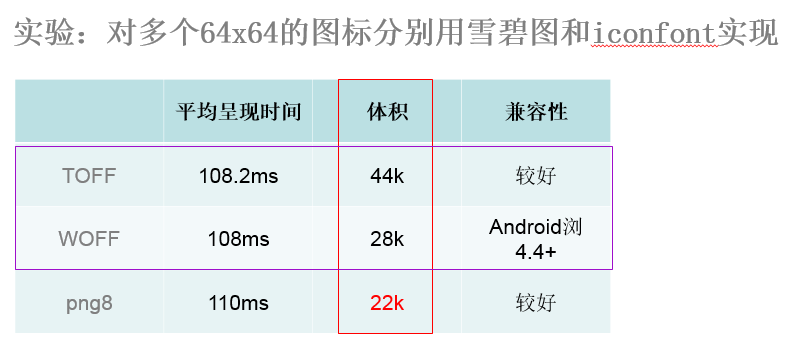 实验：对多个64x64的图标分别用雪碧图和iconfont实现
平均呈现时间 体积 兼容性
TOFF 108.2ms 44k 较好
WOFF 108ms 28k Android浏
4.4+
png8 110ms 22k 较好